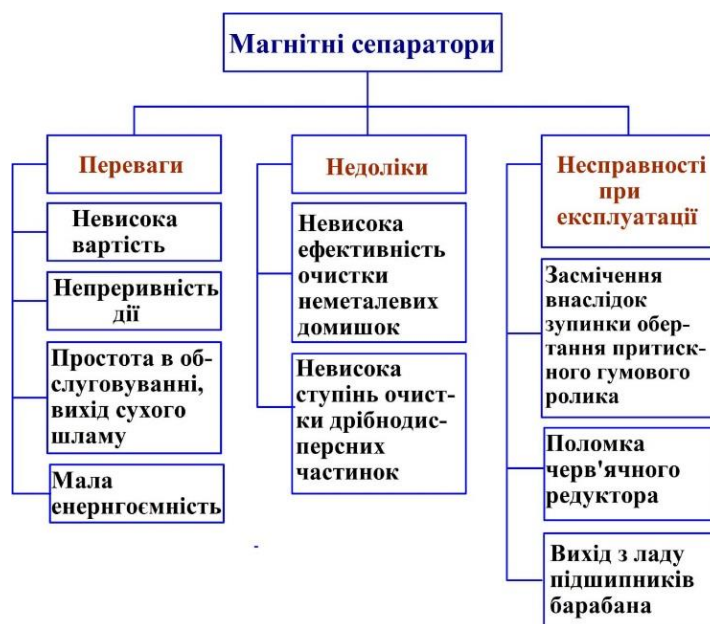 Магнітні сепаратори
Переваги
Невисока
вартість
Непреривність
дії
Простота в об-
слуговуванні,
вихід сухого
шламу
Мала
енернгоємність
Недоліки
Невисока
ефективність
очистки
неметалевих
домишок
Невисока
ступінь очист-
ки дрібнодис-
персних
частинок
Несправності
при
експлуатації
Засмічення
внаслідок
зупинки обер-
тання притиск-
ного гумового
ролика
Поломка
черв'ячного
редуктора
Вихід з ладу
підшипників
барабана